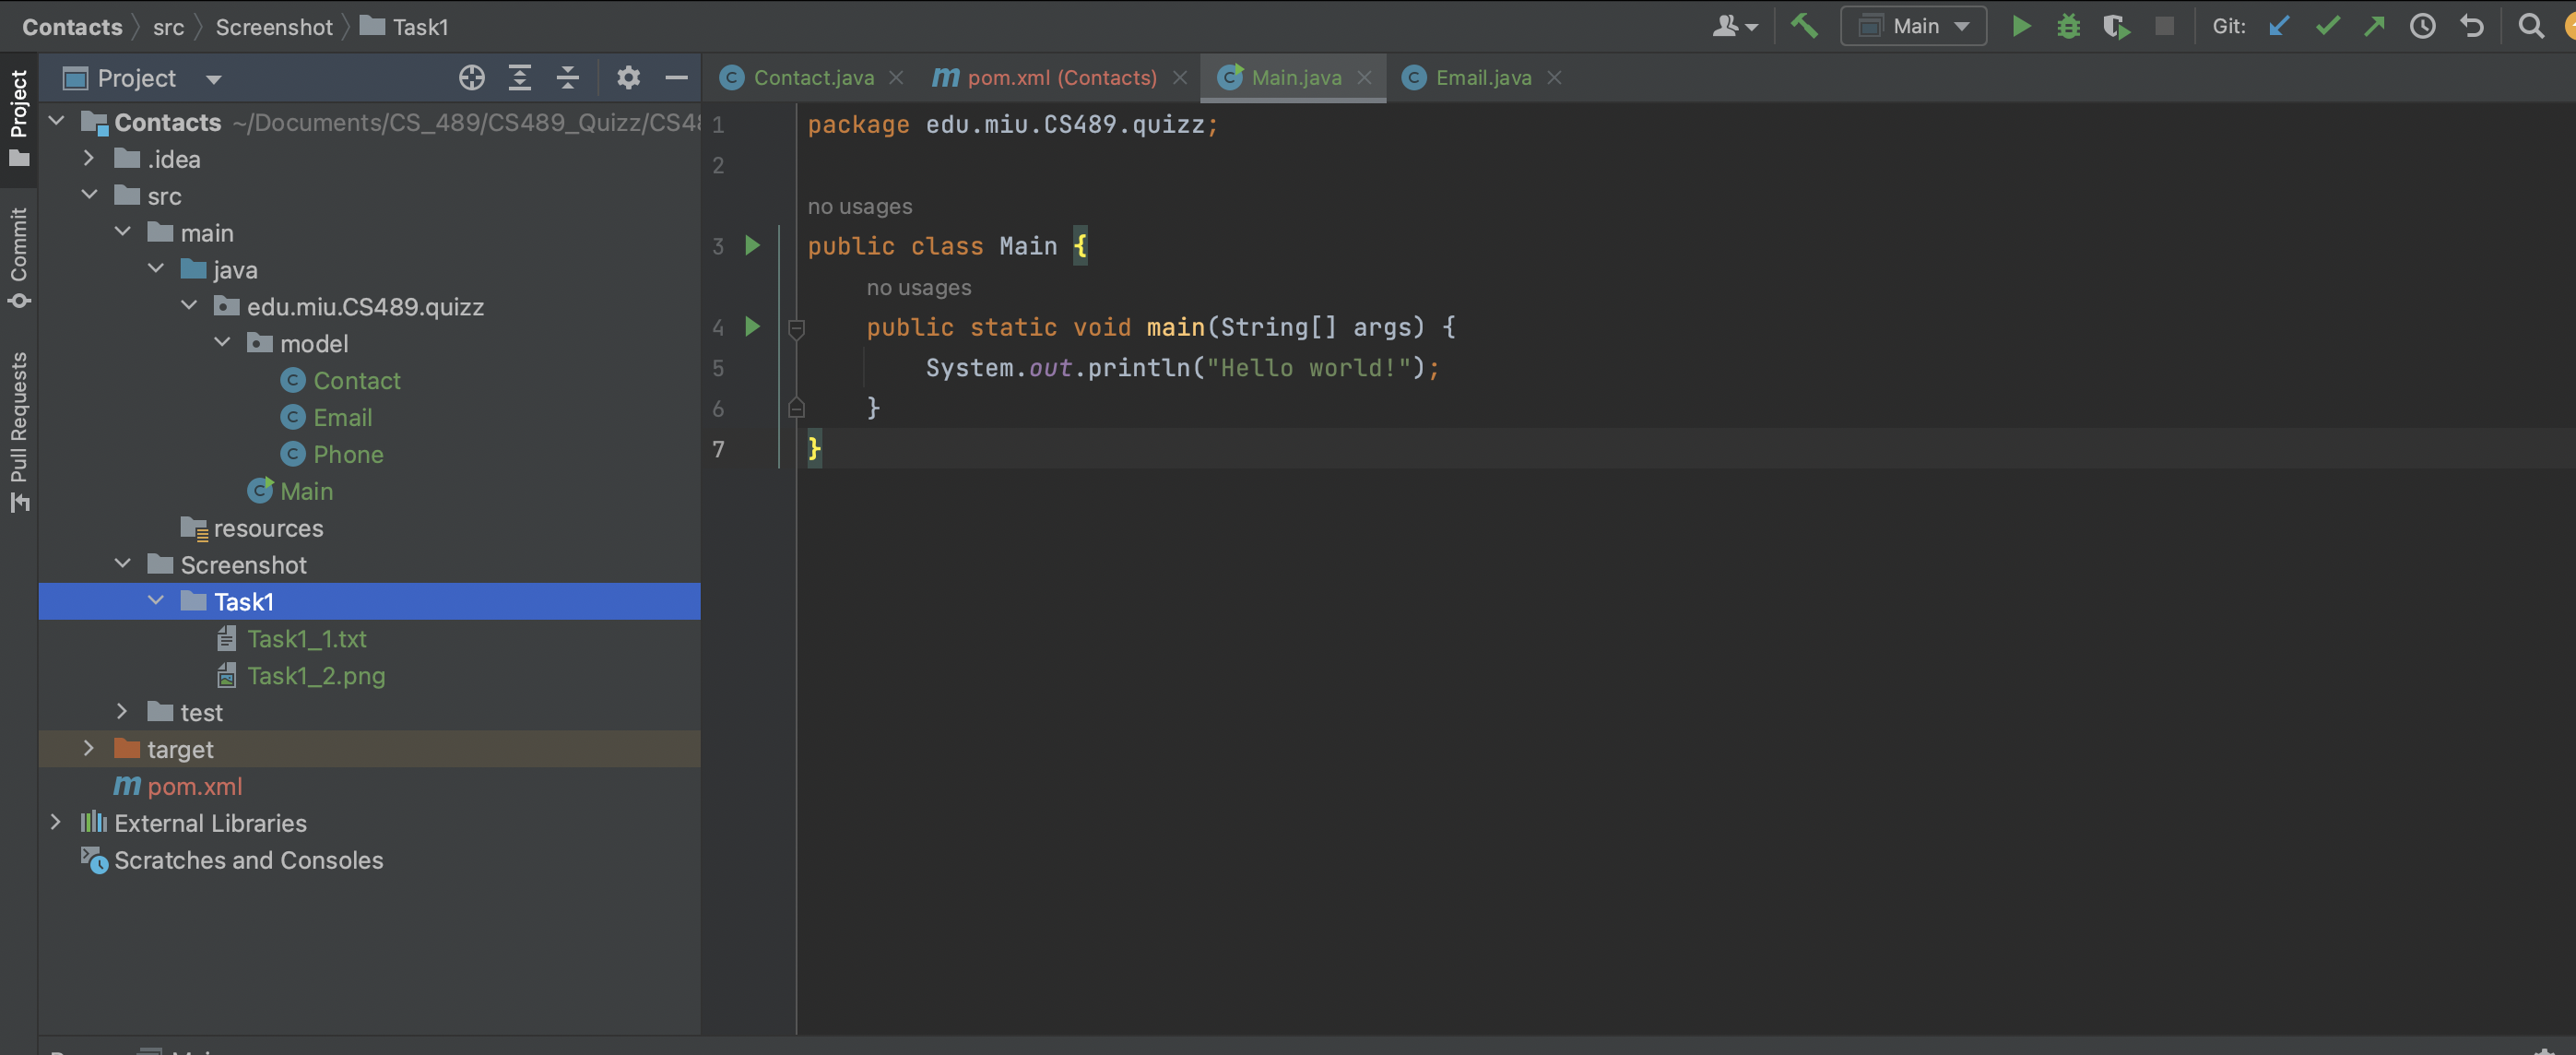 Contacts src Screenshot Task1
Main Git:
Project
Contact.java pom.xml (Contacts) Main.java Email.java
Project
Commit
Pull Requests
Contacts ~/Documents/CS_489/CS489_Quizz/CS48
.idea
src
main
java
edu.miu.CS489.quizz
model
Contact
Email
Phone
Main
resources
Screenshot
Task1
Task1_1.txt
Task1_2.png
test
target
pom.xml
External Libraries
Scratches and Consoles
1 package edu.miu.CS489.quizz;
2
no usages
3 public class Main {
no usages
4 public static void main(String[] args) {
5 System.out.println("Hello world!");
6 }
7 }